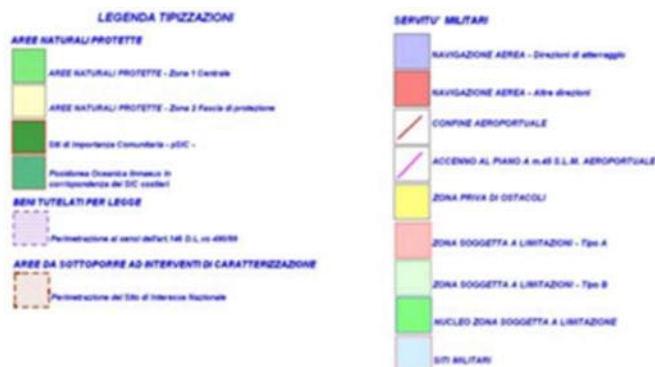 LEGENDA TIPIZZAZIONI
AREE NATURALI PROTETTE
AREE NATURALI PROTETTE - Zona 1 Centrale
AREE NATURALI PROTETTE - Zona 2 Fascia di protezione
Siti di Importanza Comunitaria - pSIC -
Posidonea Oceanica linnaeus in
corrispondenza dei SIC costieri
BENI TUTELATI PER LEGGE
Perimetrazione ai sensi dell'art.146 D.L.vo 490/99
AREE DA SOTTOPORRE AD INTERVENTI DI CARATTERIZZAZIONE
Perimetrazione del Sito di Interesse Nazionale
SERVITU' MILITARI
NAVIGAZIONE AEREA - Direzioni di atterraggio
NAVIGAZIONE AEREA - Altre direzioni
CONFINE AEROPORTUALE
ACCENNO AL PIANO A m.45 S.L.M. AEROPORTUALE
ZONA PRIVA DI OSTACOLI
ZONA SOGGETTA A LIMITAZIONI - Tipo A
ZONA SOGGETTA A LIMITAZIONI - Tipo B
NUCLEO ZONA SOGGETTA A LIMITAZIONE
SITI MILITARI